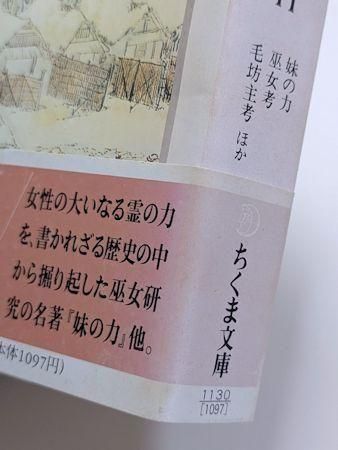 11
妹の力
巫女考
毛坊主考 ほか
女性の大いなる霊の力
を、書かれざる歴史の中
から掘り起した巫女研
究の名著『妹の力』他。
本体1097円)
ちくま文庫
1130
[1097]